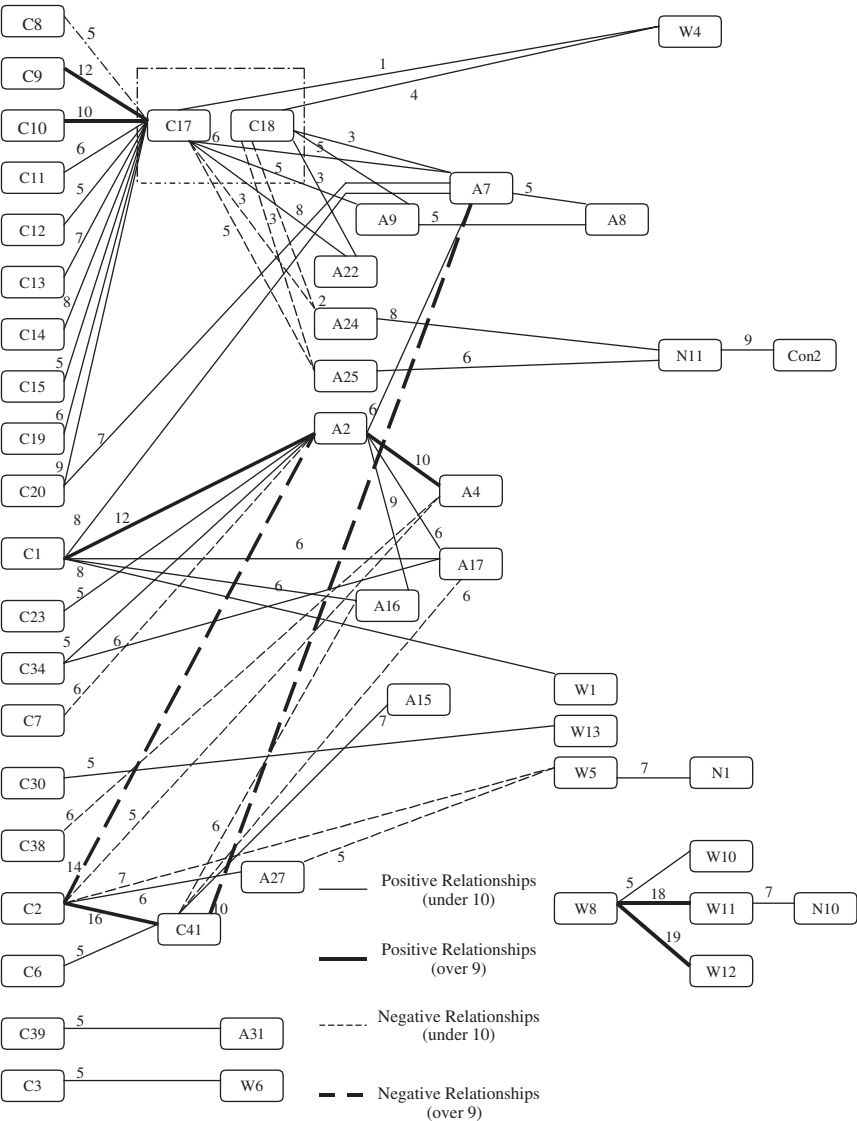 C8
5
W4
C9
12
1
4
C10
10
C17
6
C18
3
5
C11
6
5
3
A7
5
C12
5
3
3
8
A9
5
A8
C13
7
5
A22
C14
8
2
A24
8
N11
9
Con2
C15
5
A25
6
C19
6
7
A2
6
C20
9
10
A4
8
12
9
C1
6
6
A17
8
C23
5
6
A16
6
C34
5
6
W1
C7
6
A15
7
W13
C30
5
W5
7
N1
C38
6
5
6
W10
14
7
A27
5
Positive Relationships
(under 10)
5
C2
6
16
C41
10
W8
18
W11
7
N10
19
C6
5
Positive Relationships
(over 9)
W12
C39
5
A31
Negative Relationships
(under 10)
C3
5
W6
Negative Relationships
(over 9)